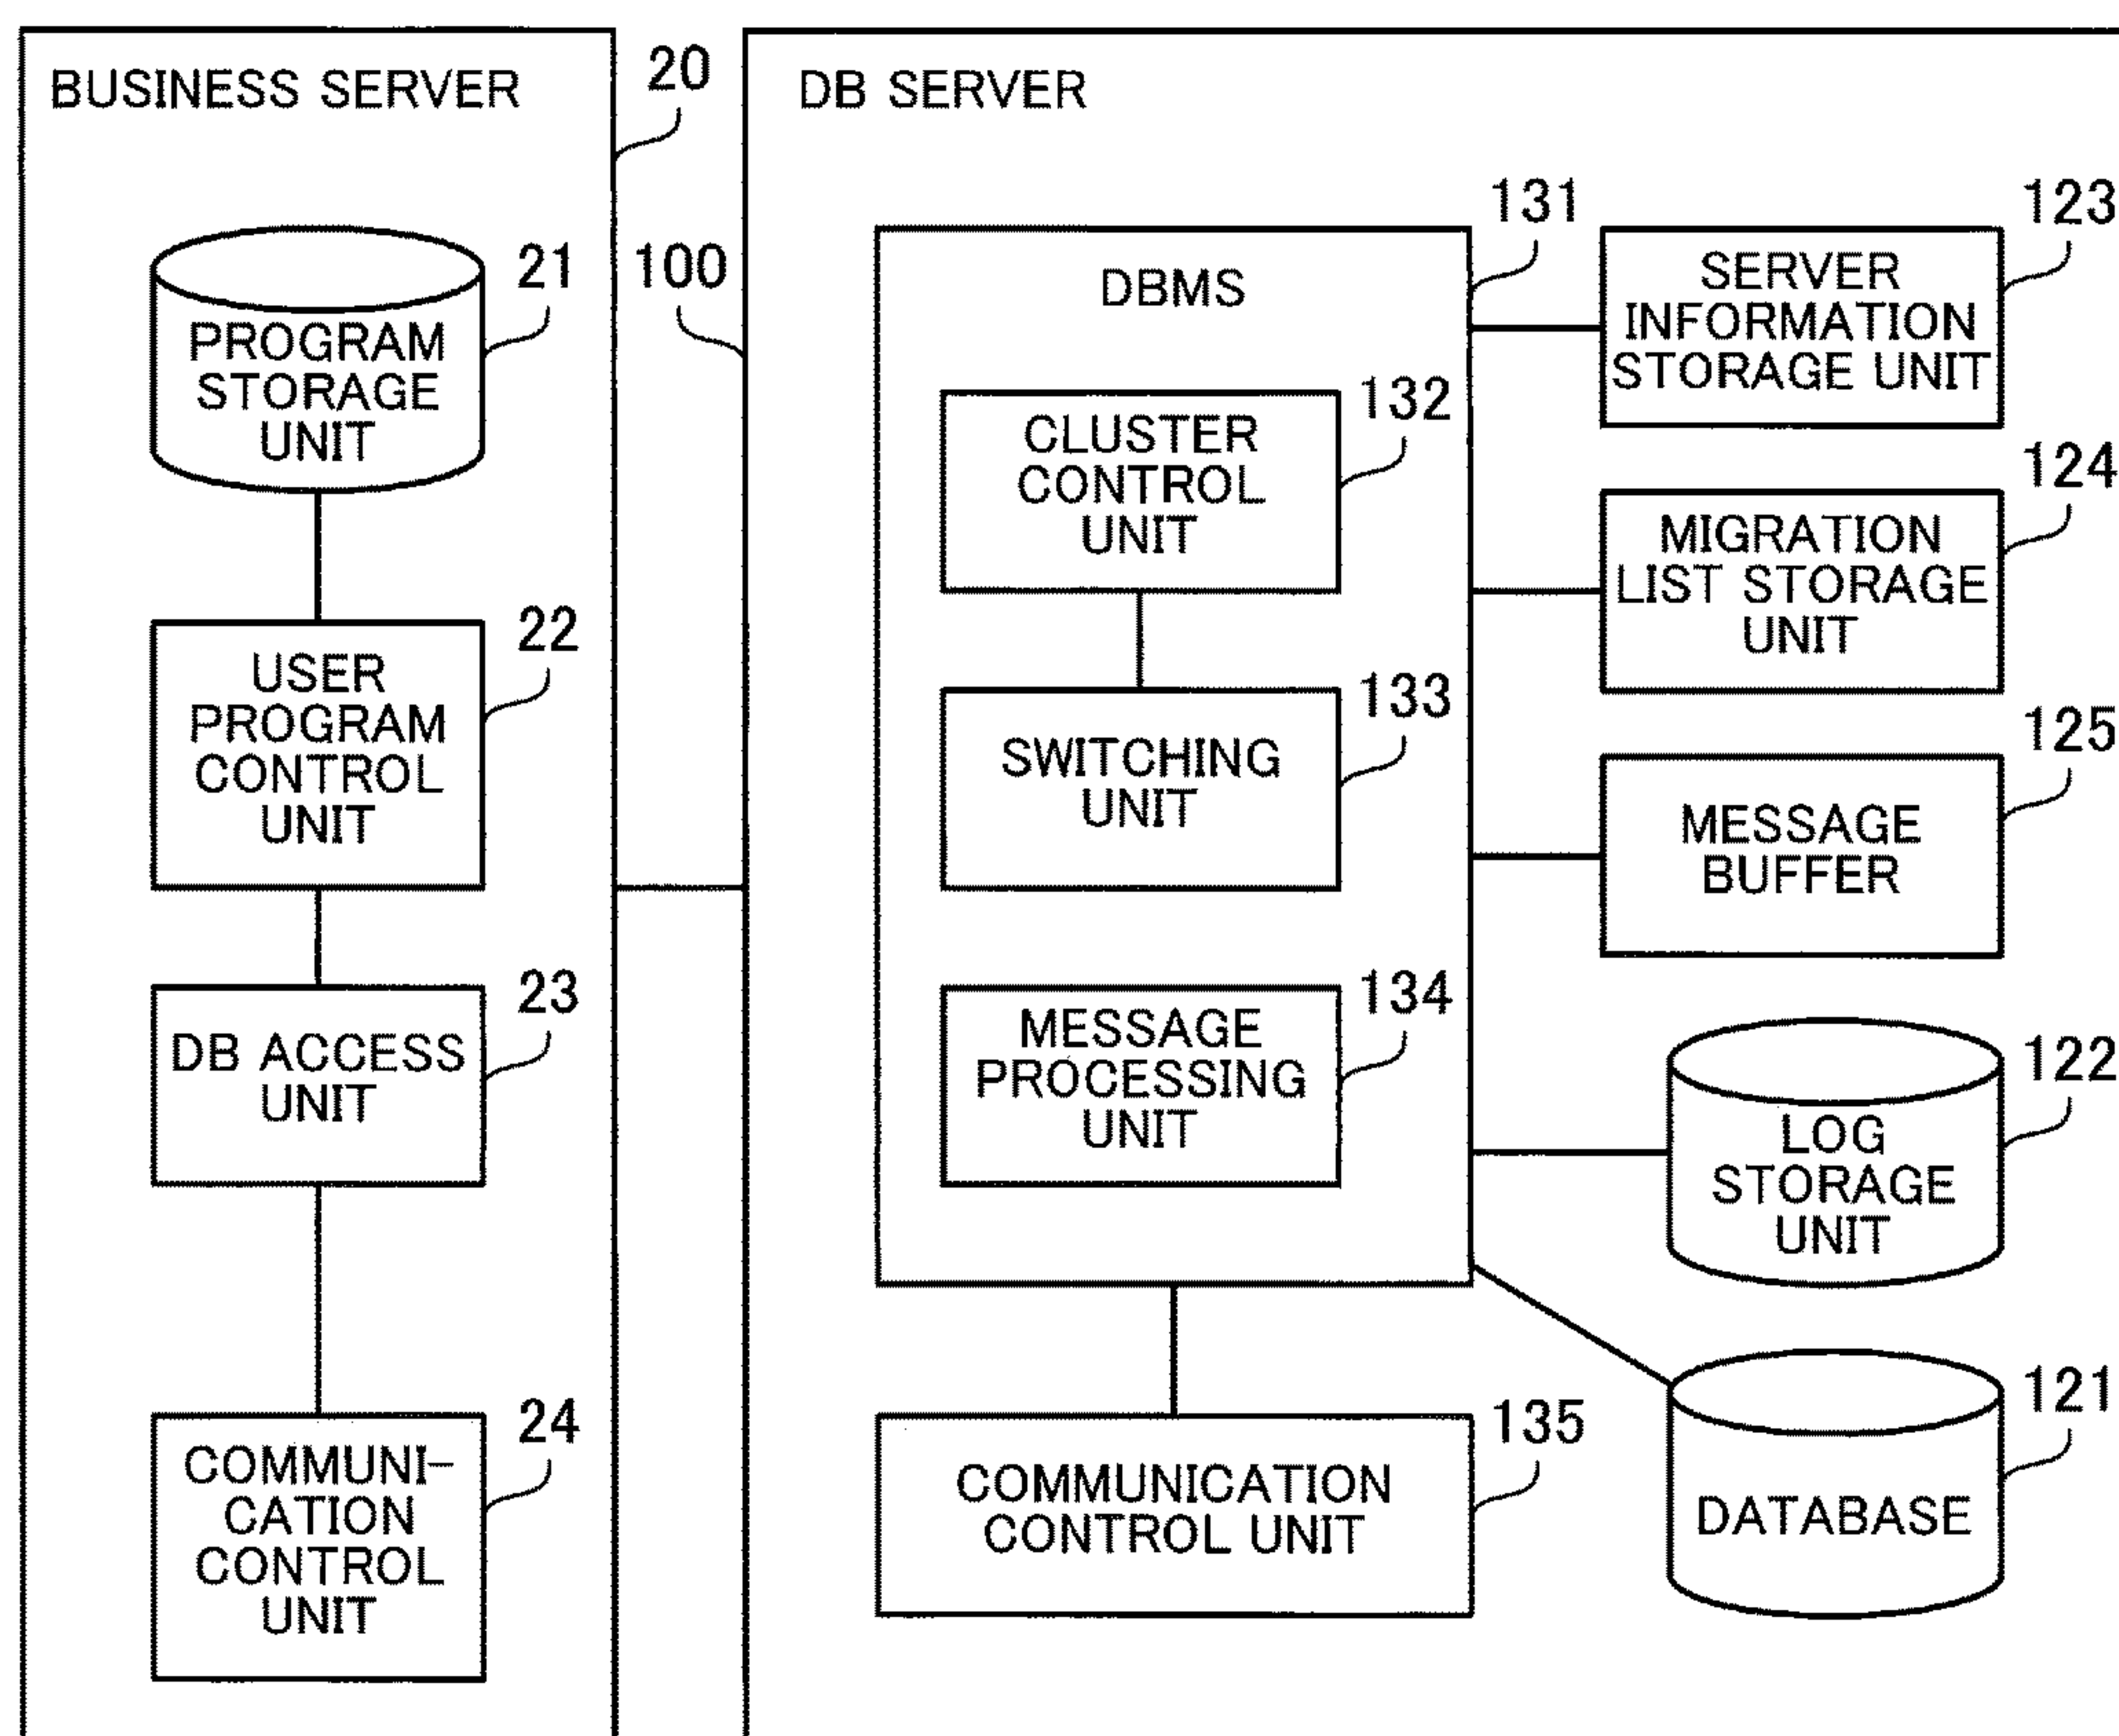 BUSINESS SERVER
20
21
PROGRAM
STORAGE
UNIT
22
USER
PROGRAM
CONTROL
UNIT
23
DB ACCESS
UNIT
24
COMMUNI-
CATION
CONTROL
UNIT
100
DB SERVER
131
DBMS
132
CLUSTER
CONTROL
UNIT
133
SWITCHING
UNIT
134
MESSAGE
PROCESSING
UNIT
135
COMMUNICATION
CONTROL UNIT
123
SERVER
INFORMATION
STORAGE UNIT
124
MIGRATION
LIST STORAGE
UNIT
125
MESSAGE
BUFFER
122
LOG
STORAGE
UNIT
121
DATABASE